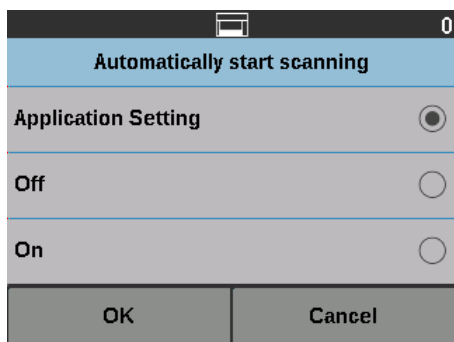 0
Automatically start scanning
Application Setting
Off
On
OK Cancel